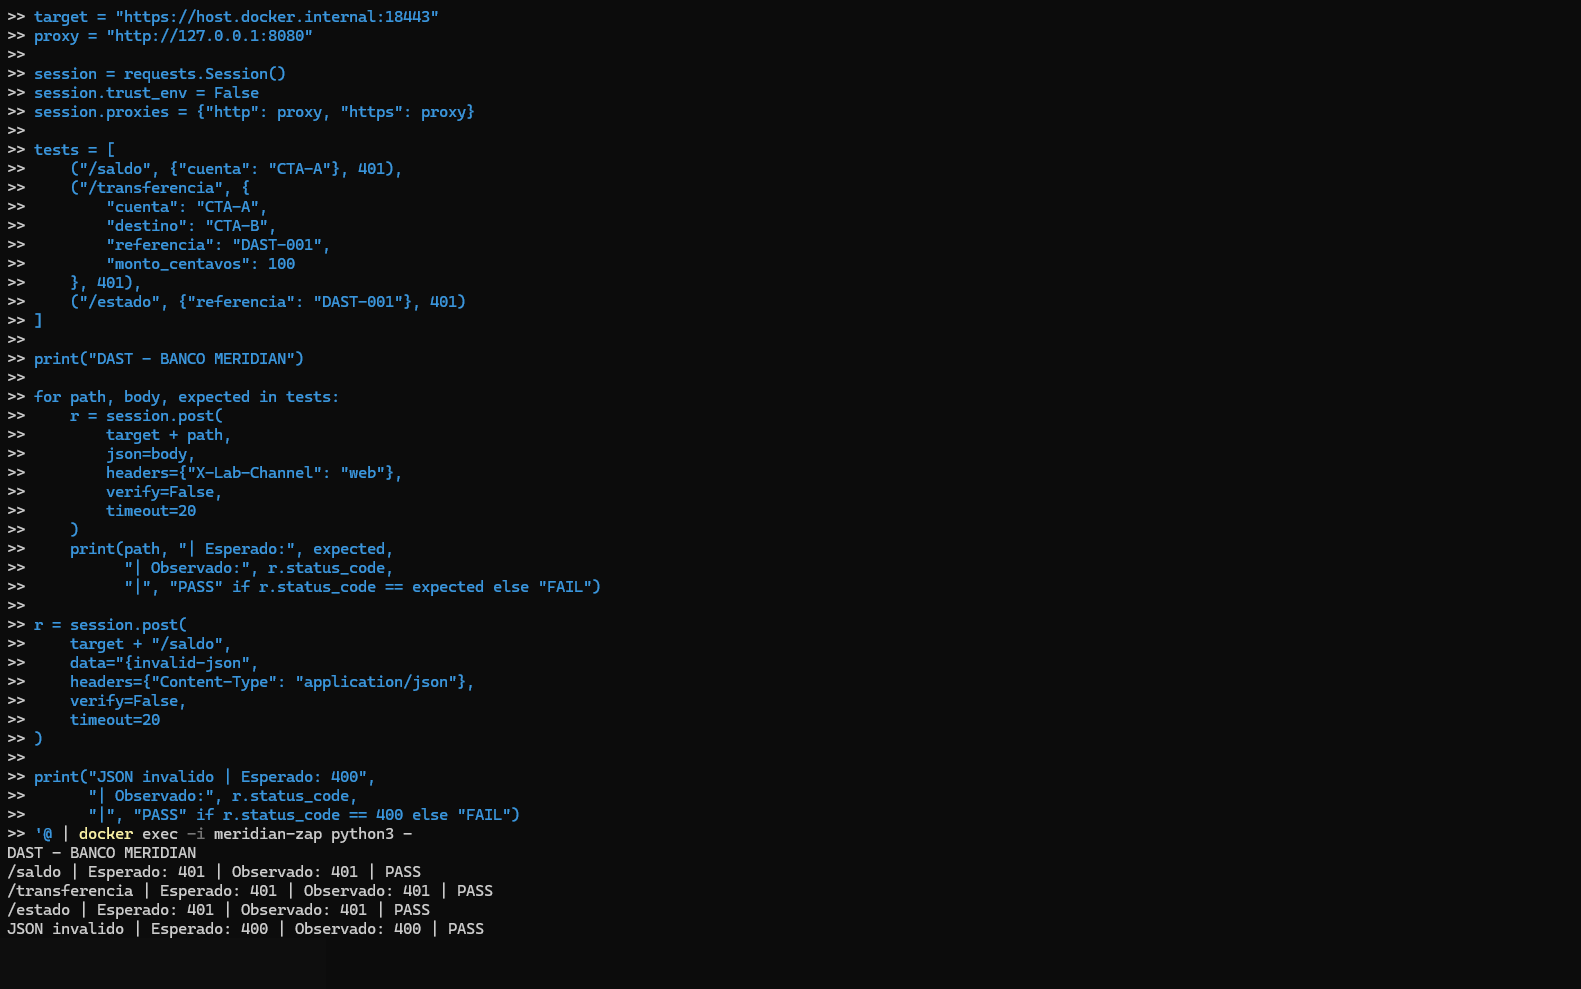 >> target = "https://host.docker.internal:18443"
>> proxy = "http://127.0.0.1:8080"
>>
>> session = requests.Session()
>> session.trust_env = False
>> session.proxies = {"http": proxy, "https": proxy}
>>
>> tests = [
>>     ("/saldo", {"cuenta": "CTA-A"}, 401),
>>     ("/transferencia", {
>>         "cuenta": "CTA-A",
>>         "destino": "CTA-B",
>>         "referencia": "DAST-001",
>>         "monto_centavos": 100
>>     }, 401),
>>     ("/estado", {"referencia": "DAST-001"}, 401)
>> ]
>>
>> print("DAST - BANCO MERIDIAN")
>>
>> for path, body, expected in tests:
>>     r = session.post(
>>         target + path,
>>         json=body,
>>         headers={"X-Lab-Channel": "web"},
>>         verify=False,
>>         timeout=20
>>     )
>>     print(path, "| Esperado:", expected,
>>           "| Observado:", r.status_code,
>>           "|", "PASS" if r.status_code == expected else "FAIL")
>>
>> r = session.post(
>>     target + "/saldo",
>>     data="{invalid-json",
>>     headers={"Content-Type": "application/json"},
>>     verify=False,
>>     timeout=20
>> )
>>
>> print("JSON invalido | Esperado: 400",
>>       "| Observado:", r.status_code,
>>       "|", "PASS" if r.status_code == 400 else "FAIL")
>> '@ | docker exec -i meridian-zap python3 -
DAST - BANCO MERIDIAN
/saldo | Esperado: 401 | Observado: 401 | PASS
/transferencia | Esperado: 401 | Observado: 401 | PASS
/estado | Esperado: 401 | Observado: 401 | PASS
JSON invalido | Esperado: 400 | Observado: 400 | PASS